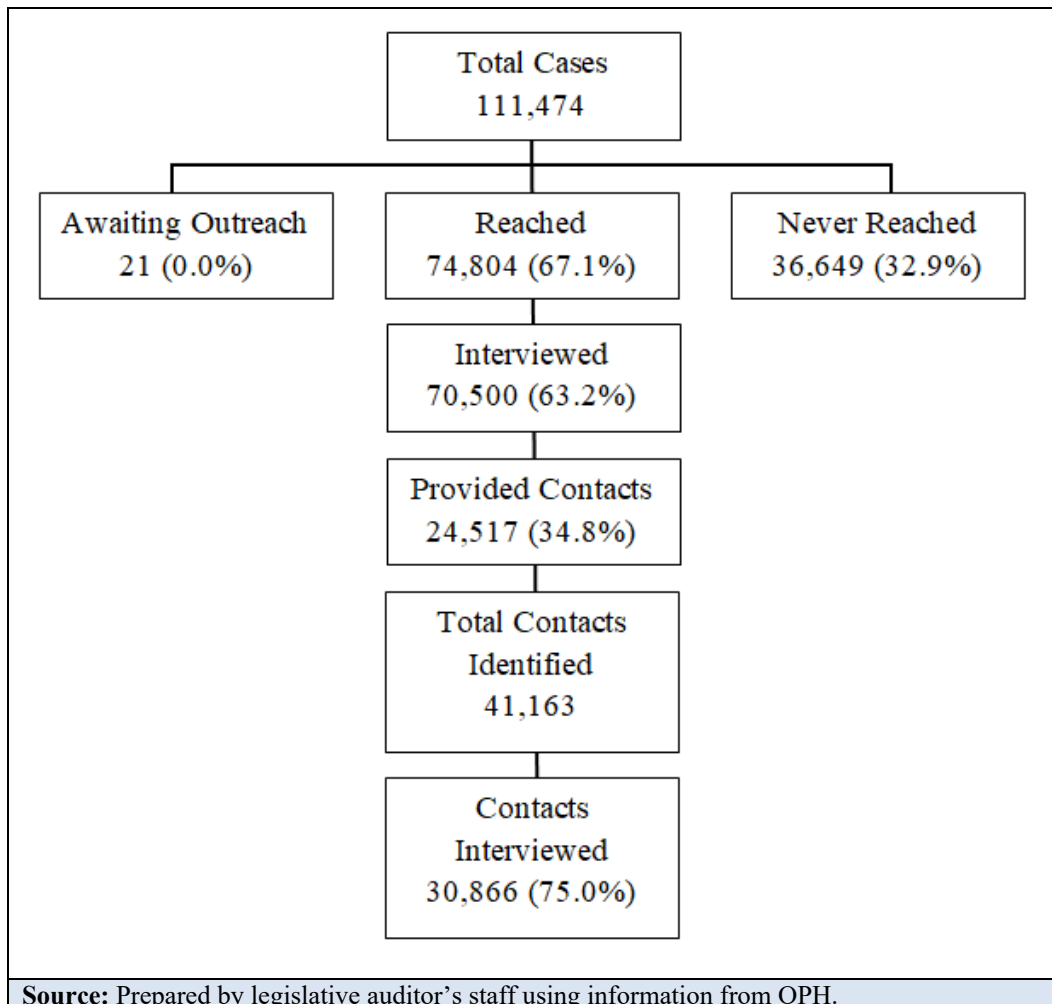 Total Cases
111,474
Awaiting Outreach
21 (0.0%)
Reached
74,804 (67.1%)
Never Reached
36,649 (32.9%)
Interviewed
70,500 (63.2%)
Provided Contacts
24,517 (34.8%)
Total Contacts
Identified
41,163
Contacts
Interviewed
30,866 (75.0%)
Source: Prepared by legislative auditor’s staff using information from OPH.